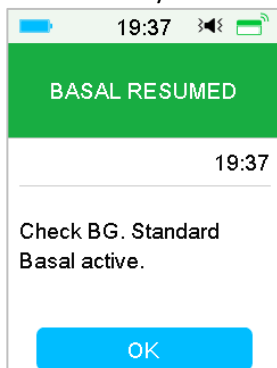 19:37
BASAL RESUMED
19:37
Check BG. Standard
Basal active.
OK